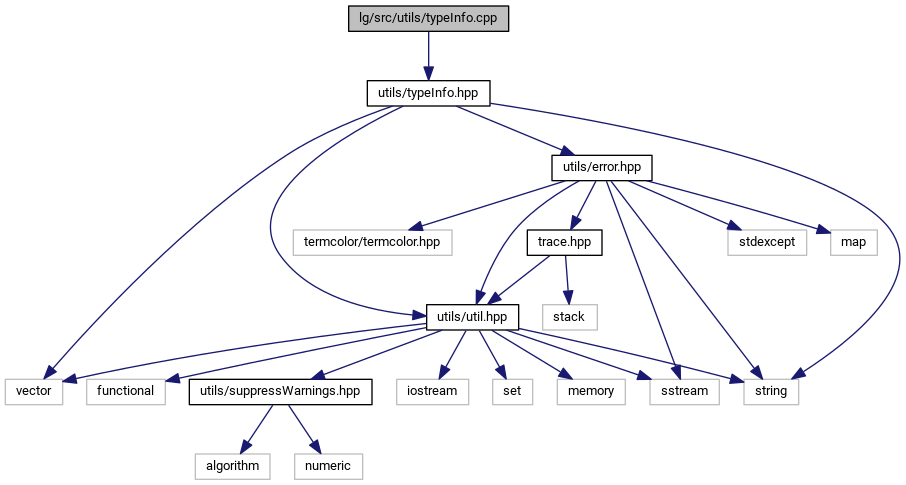 lg/src/utils/typeInfo.cpp
utils/typeInfo.hpp
utils/error.hpp
termcolor/termcolor.hpp
trace.hpp
stdexcept
map
utils/util.hpp
stack
vector
functional
utils/suppressWarnings.hpp
iostream
set
memory
sstream
string
algorithm
numeric